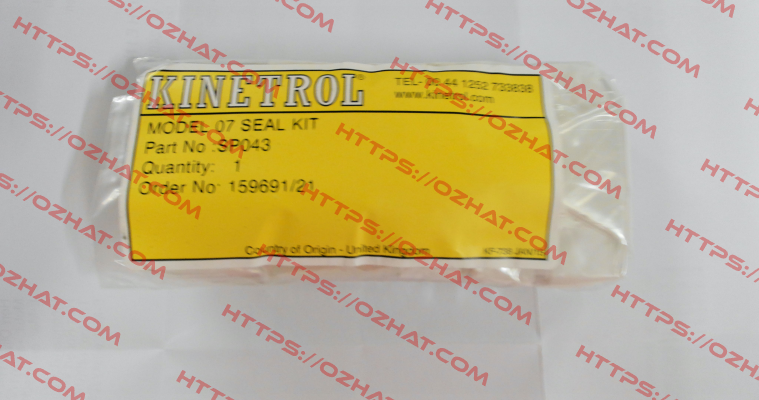 KINETROL®
TEL- 00 44 1252 733838
www.kinetrol.com
MODEL 07 SEAL KIT
Part No :SP043
Quantity: 1
Order No: 159691/21
Country of Origin - United Kingdom
HTTPS://OZHAT.COM